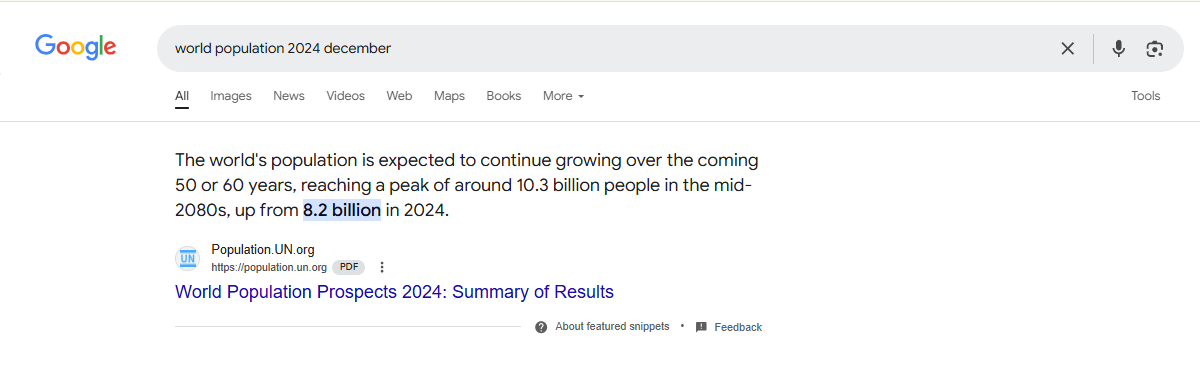 Google
world population 2024 december
All Images News Videos Web Maps Books More Tools
The world's population is expected to continue growing over the coming
50 or 60 years, reaching a peak of around 10.3 billion people in the mid-
2080s, up from 8.2 billion in 2024.
UN
Population.UN.org
https://population.un.org PDF
World Population Prospects 2024: Summary of Results
About featured snippets • Feedback